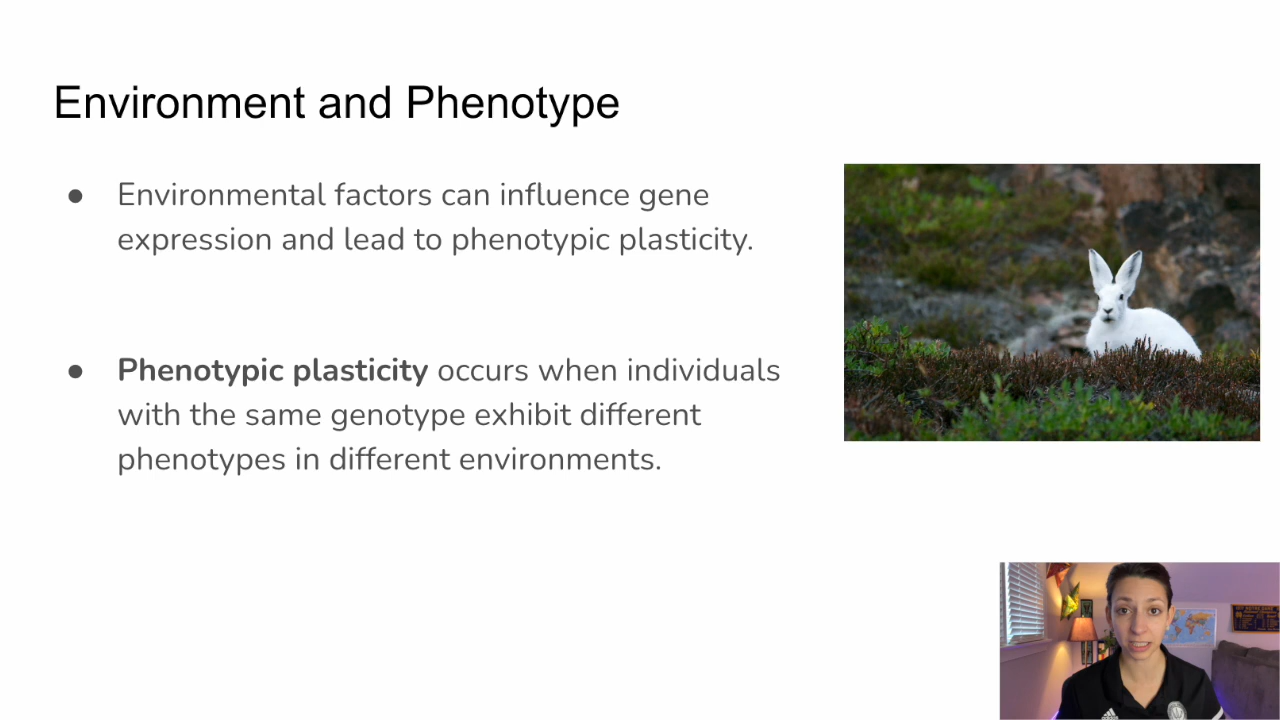 Environment and Phenotype
● Environmental factors can influence gene
expression and lead to phenotypic plasticity.
● Phenotypic plasticity occurs when individuals
with the same genotype exhibit different
phenotypes in different environments.
adidas